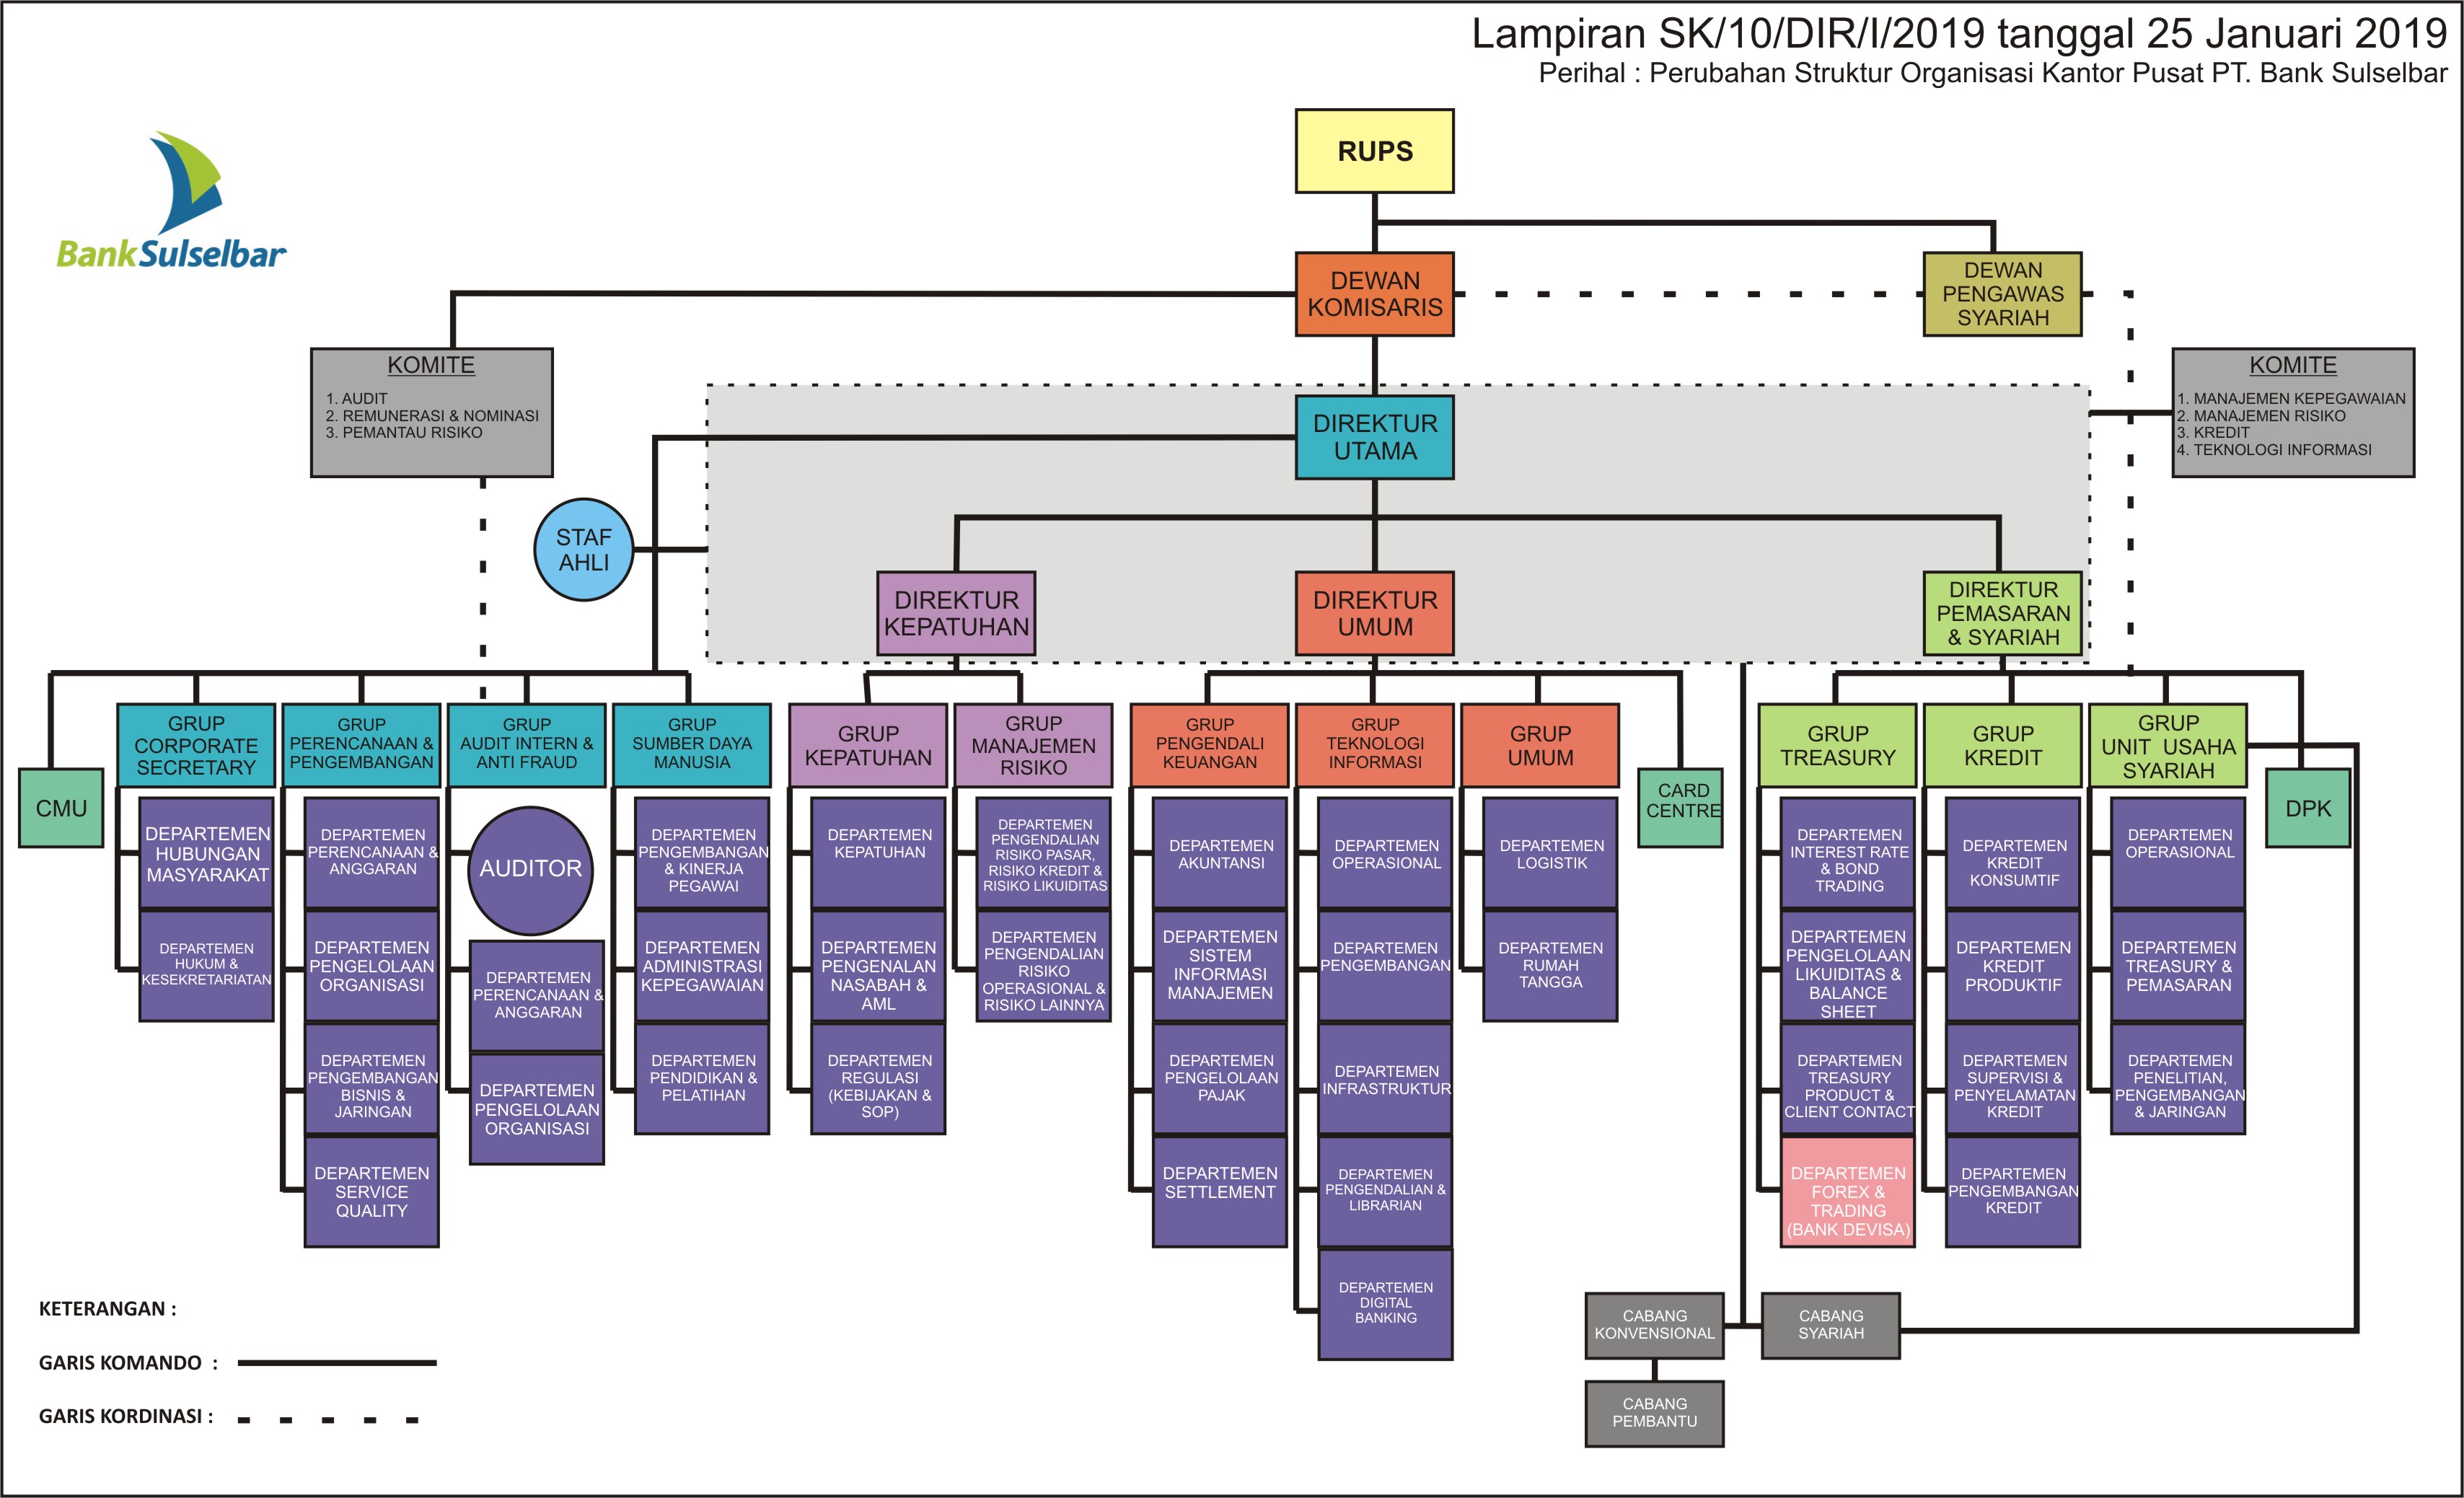 Lampiran SK/10/DIR/I/2019 tanggal 25 Januari 2019
Perihal : Perubahan Struktur Organisasi Kantor Pusat PT. Bank Sulselbar
BankSulselbar
RUPS
DEWAN
KOMISARIS
DEWAN
PENGAWAS
SYARIAH
KOMITE
1. AUDIT
2. REMUNERASI & NOMINASI
3. PEMANTAU RISIKO
KOMITE
1. MANAJEMEN KEPEGAWAIAN
2. MANAJEMEN RISIKO
3. KREDIT
4. TEKNOLOGI INFORMASI
DIREKTUR
UTAMA
STAF
AHLI
DIREKTUR
KEPATUHAN
DIREKTUR
UMUM
DIREKTUR
PEMASARAN
& SYARIAH
CMU
GRUP
CORPORATE
SECRETARY
DEPARTEMEN
HUBUNGAN
MASYARAKAT
DEPARTEMEN
HUKUM &
KESEKRETARIATAN
GRUP
PERENCANAAN &
PENGEMBANGAN
DEPARTEMEN
PERENCANAAN &
ANGGARAN
DEPARTEMEN
PENGELOLAAN
ORGANISASI
DEPARTEMEN
PENGEMBANGAN
BISNIS &
JARINGAN
DEPARTEMEN
SERVICE
QUALITY
GRUP
AUDIT INTERN &
ANTI FRAUD
AUDITOR
DEPARTEMEN
PERENCANAAN &
ANGGARAN
DEPARTEMEN
PENGELOLAAN
ORGANISASI
GRUP
SUMBER DAYA
MANUSIA
DEPARTEMEN
PENGEMBANGAN
& KINERJA
PEGAWAI
DEPARTEMEN
ADMINISTRASI
KEPEGAWAIAN
DEPARTEMEN
PENDIDIKAN &
PELATIHAN
GRUP
KEPATUHAN
DEPARTEMEN
KEPATUHAN
DEPARTEMEN
PENGENALAN
NASABAH &
AML
DEPARTEMEN
REGULASI
(KEBIJAKAN &
SOP)
GRUP
MANAJEMEN
RISIKO
DEPARTEMEN
PENGENDALIAN
RISIKO PASAR,
RISIKO KREDIT &
RISIKO LIKUIDITAS
DEPARTEMEN
PENGENDALIAN
RISIKO
OPERASIONAL &
RISIKO LAINNYA
GRUP
PENGENDALI
KEUANGAN
DEPARTEMEN
AKUNTANSI
DEPARTEMEN
SISTEM
INFORMASI
MANAJEMEN
DEPARTEMEN
PENGELOLAAN
PAJAK
DEPARTEMEN
SETTLEMENT
GRUP
TEKNOLOGI
INFORMASI
DEPARTEMEN
OPERASIONAL
DEPARTEMEN
PENGEMBANGAN
DEPARTEMEN
INFRASTRUKTUR
DEPARTEMEN
PENGENDALIAN &
LIBRARIAN
DEPARTEMEN
DIGITAL
BANKING
GRUP
UMUM
DEPARTEMEN
LOGISTIK
DEPARTEMEN
RUMAH
TANGGA
CARD
CENTRE
GRUP
TREASURY
DEPARTEMEN
INTEREST RATE
& BOND
TRADING
DEPARTEMEN
PENGELOLAAN
LIKUIDITAS &
BALANCE
SHEET
DEPARTEMEN
TREASURY
PRODUCT &
CLIENT CONTACT
DEPARTEMEN
FOREX &
TRADING
(BANK DEVISA)
GRUP
KREDIT
DEPARTEMEN
KREDIT
KONSUMTIF
DEPARTEMEN
KREDIT
PRODUKTIF
DEPARTEMEN
SUPERVISI &
PENYELAMATAN
KREDIT
DEPARTEMEN
PENGEMBANGAN
KREDIT
GRUP
UNIT USAHA
SYARIAH
DEPARTEMEN
OPERASIONAL
DEPARTEMEN
TREASURY &
PEMASARAN
DEPARTEMEN
PENELITIAN,
PENGEMBANGAN
& JARINGAN
DPK
CABANG
KONVENSIONAL
CABANG
SYARIAH
CABANG
PEMBANTU
KETERANGAN :
GARIS KOMANDO :
GARIS KORDINASI :